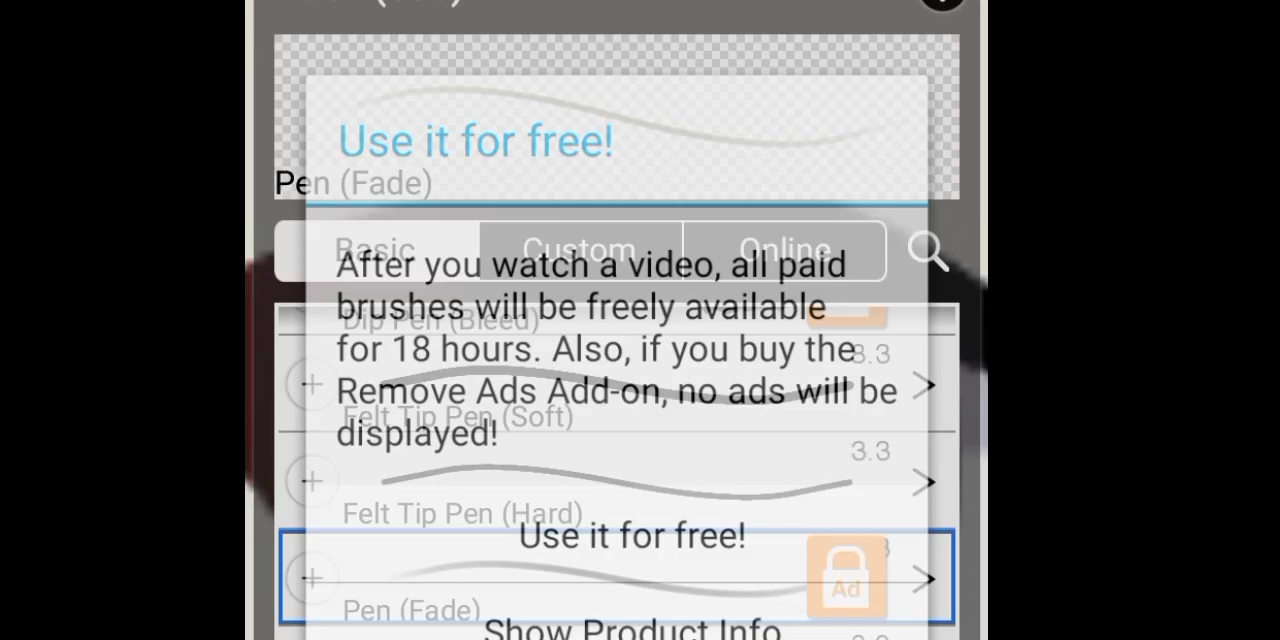 Use it for free!
Pen (Fade)
Basic Custom Online
After you watch a video, all paid
brushes will be freely available
Dip Pen (Bleed)
for 18 hours. Also, if you buy the
8.3
Remove Ads Add-on, no ads will be
Felt Tip Pen (Soft)
displayed!
3.3
Felt Tip Pen (Hard)
Use it for free!
Ad
Pen (Fade)
Show Product Info